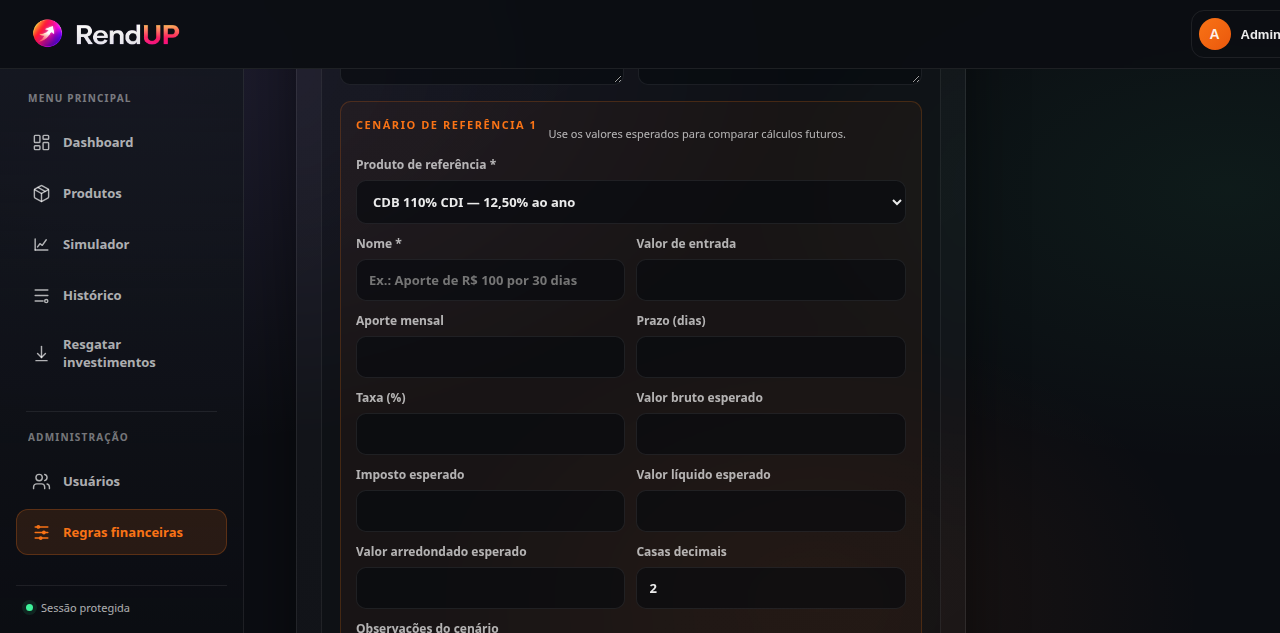 RendUP
A
Admin
MENU PRINCIPAL
Dashboard
Produtos
Simulador
Histórico
Resgatar
investimentos
ADMINISTRAÇÃO
Usuários
Regras financeiras
Sessão protegida
CENÁRIO DE REFERÊNCIA 1
Use os valores esperados para comparar cálculos futuros.
Produto de referência *
CDB 110% CDI — 12,50% ao ano
Nome *
Valor de entrada
Ex.: Aporte de R$ 100 por 30 dias
Aporte mensal
Prazo (dias)
Taxa (%)
Valor bruto esperado
Imposto esperado
Valor líquido esperado
Valor arredondado esperado
Casas decimais
2
Observações do cenário